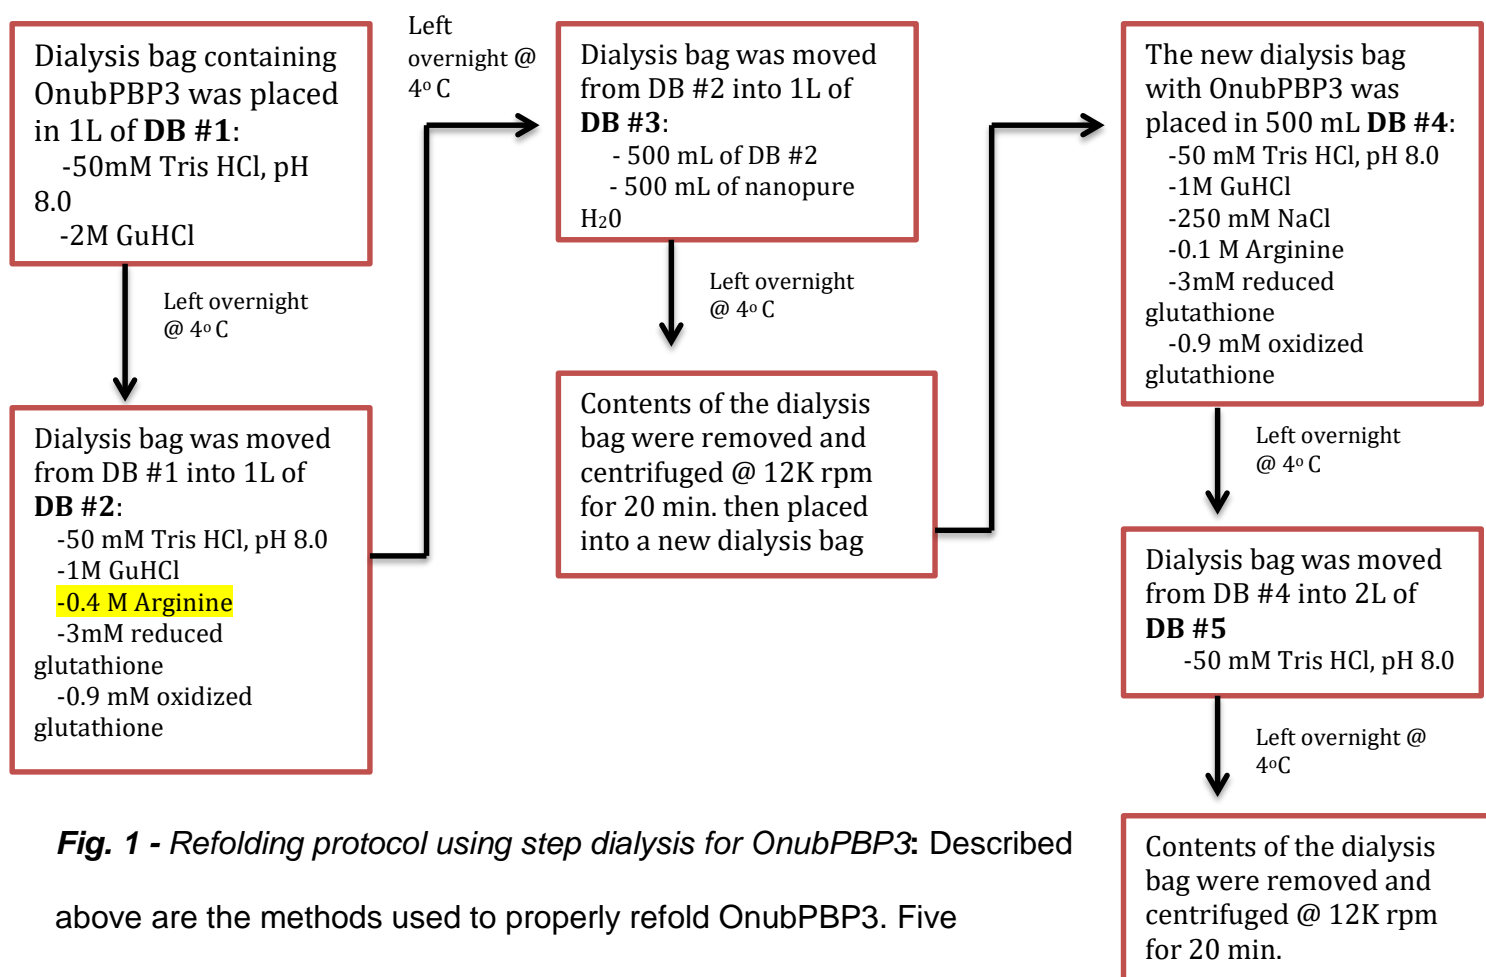 Dialysis bag containing
OnubPBP3 was placed
in 1L of DB #1:
-50mM Tris HCl, pH
8.0
-2M GuHCl
Left overnight
@ 4o C
Dialysis bag was moved
from DB #1 into 1L of
DB #2:
-50 mM Tris HCl, pH 8.0
-1M GuHCl
-0.4 M Arginine
-3mM reduced
glutathione
-0.9 mM oxidized
glutathione
Left
overnight @
4o C
Dialysis bag was moved
from DB #2 into 1L of
DB #3:
- 500 mL of DB #2
- 500 mL of nanopure
H20
Left overnight
@ 4o C
Contents of the dialysis
bag were removed and
centrifuged @ 12K rpm
for 20 min. then placed
into a new dialysis bag
The new dialysis bag
with OnubPBP3 was
placed in 500 mL DB #4:
-50 mM Tris HCl, pH 8.0
-1M GuHCl
-250 mM NaCl
-0.1 M Arginine
-3mM reduced
glutathione
-0.9 mM oxidized
glutathione
Left overnight
@ 4o C
Dialysis bag was moved
from DB #4 into 2L of
DB #5
-50 mM Tris HCl, pH 8.0
Left overnight @
4oC
Contents of the dialysis
bag were removed and
centrifuged @ 12K rpm
for 20 min.
Fig. 1 - Refolding protocol using step dialysis for OnubPBP3: Described
above are the methods used to properly refold OnubPBP3. Five